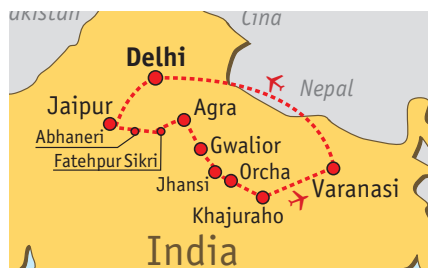 akistan
Cina
Delhi
Nepal
Jaipur
Agra
Abhaneri
Gwalior
Fatehpur Sikri
Jhansi
Orcha
Varanasi
Khajuraho
India